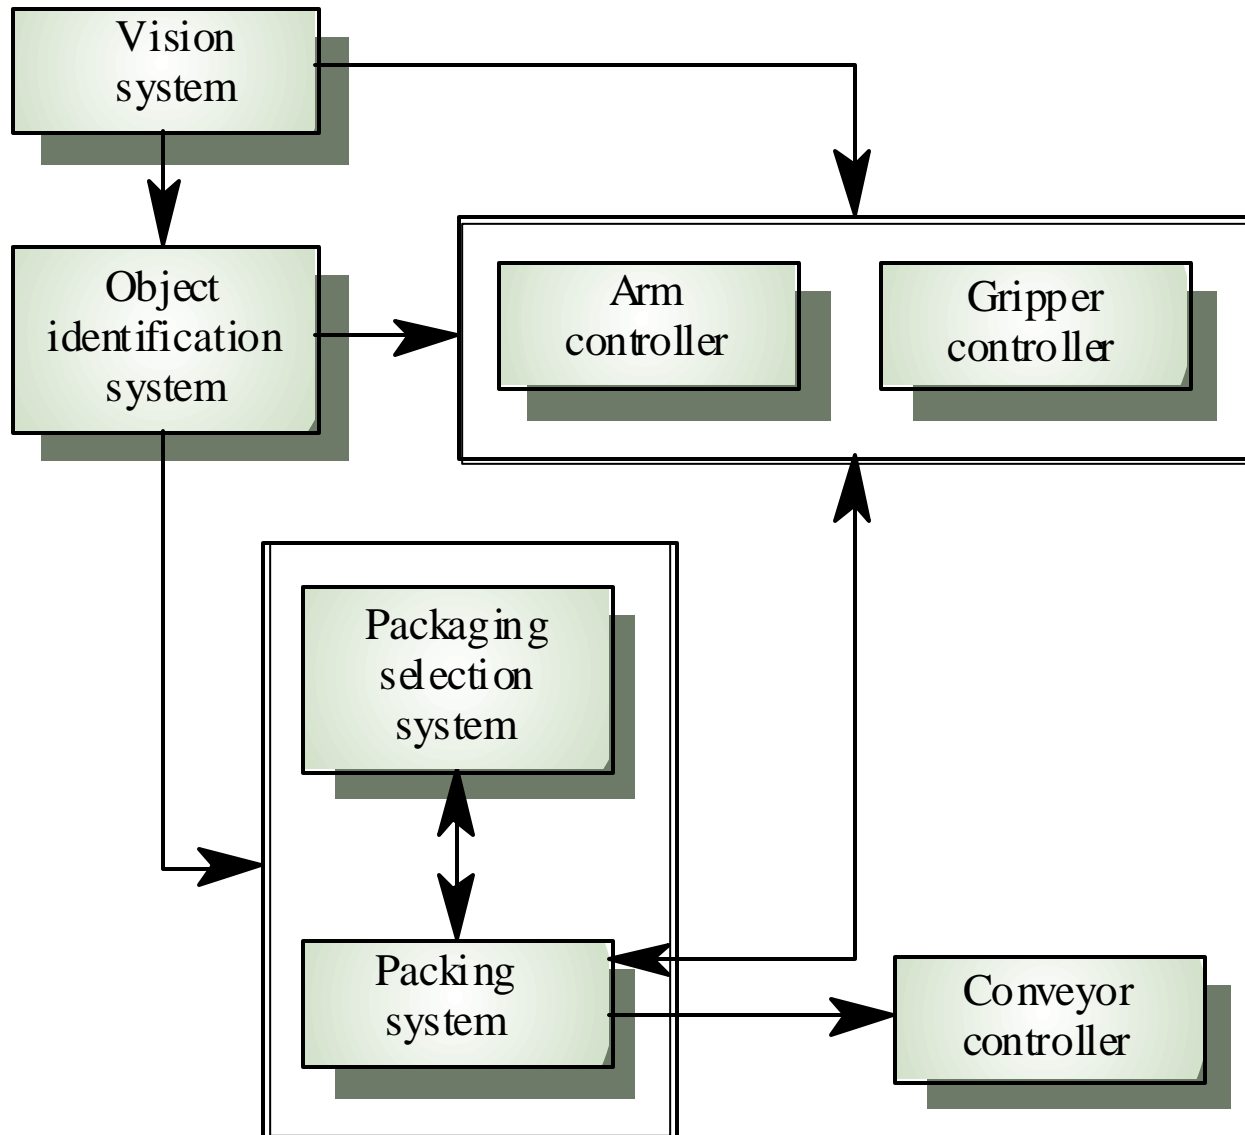 Vision
system
Object
identification
system
Arm
controller
Gripper
controller
Packaging
selection
system
Packing
system
Conveyor
controller